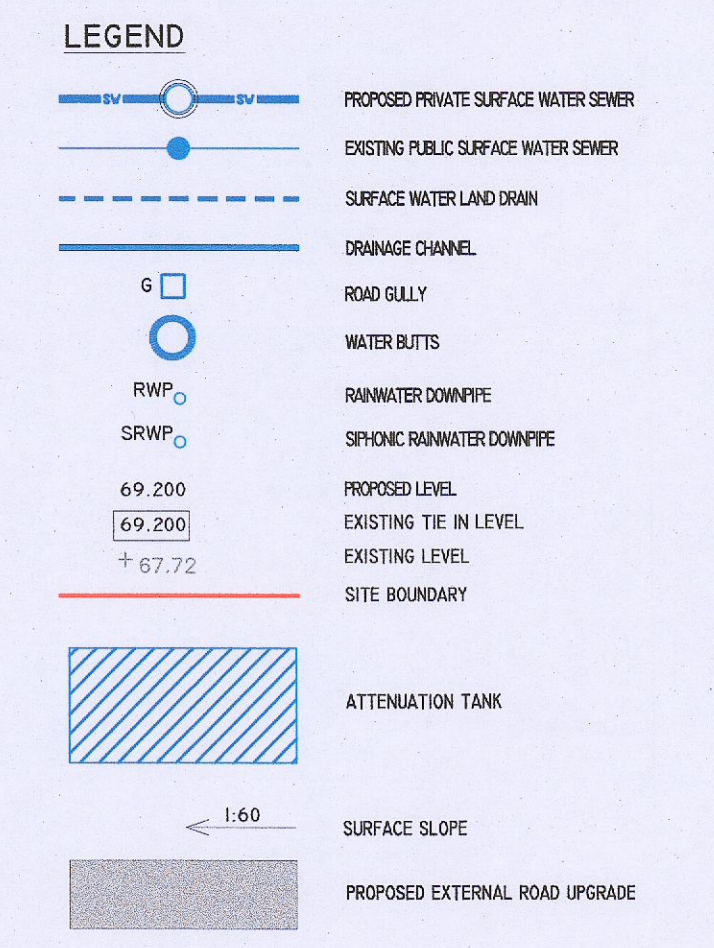 LEGEND
SW SW PROPOSED PRIVATE SURFACE WATER SEWER
EXISTING PUBLIC SURFACE WATER SEWER
SURFACE WATER LAND DRAIN
DRAINAGE CHANNEL
G ROAD GULLY
WATER BUTTS
RWP RAINWATER DOWNPIPE
SRWP SIPHONIC RAINWATER DOWNPIPE
69.200 PROPOSED LEVEL
69.200 EXISTING TIE IN LEVEL
+ 67.72 EXISTING LEVEL
SITE BOUNDARY
ATTENUATION TANK
1:60 SURFACE SLOPE
PROPOSED EXTERNAL ROAD UPGRADE